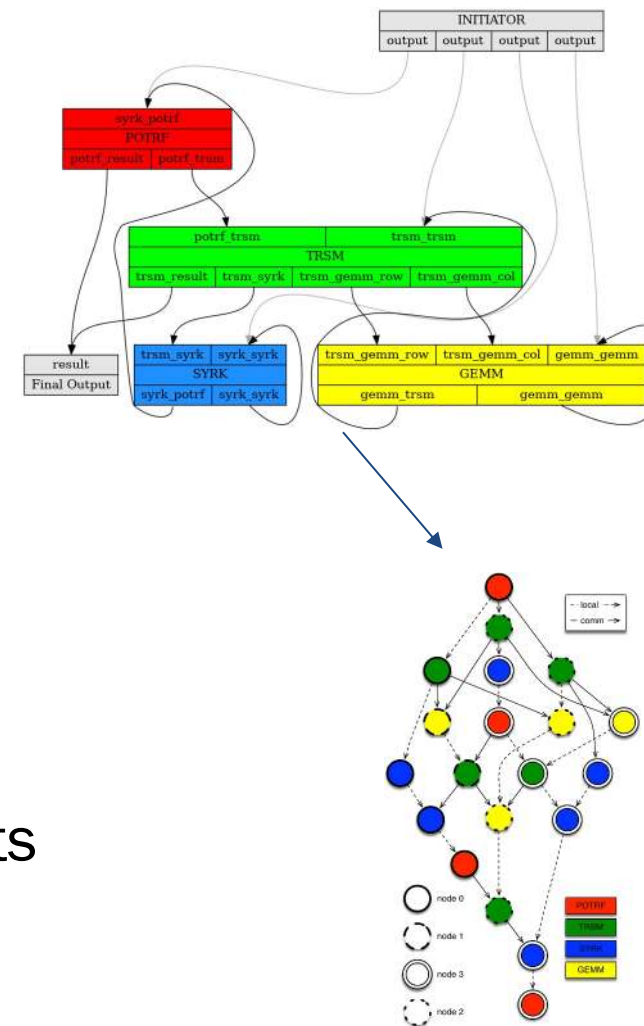 INITIATOR
output output output output
syrk_potrf
POTRF
potrf_result potrf_trsm
potrf_trsm trsm_trsm
TRSM
trsm_result trsm_syrk trsm_gemm_row trsm_gemm_col
result
Final Output
trsm_syrk syrk_syrk
SYRK
syrk_potrf syrk_syrk
trsm_gemm_row trsm_gemm_col gemm_gemm
GEMM
gemm_trsm gemm_gemm
local
comm
ts
node 0
node 1
node 3
node 2
POTRF
TRSM
SYRK
GEMM